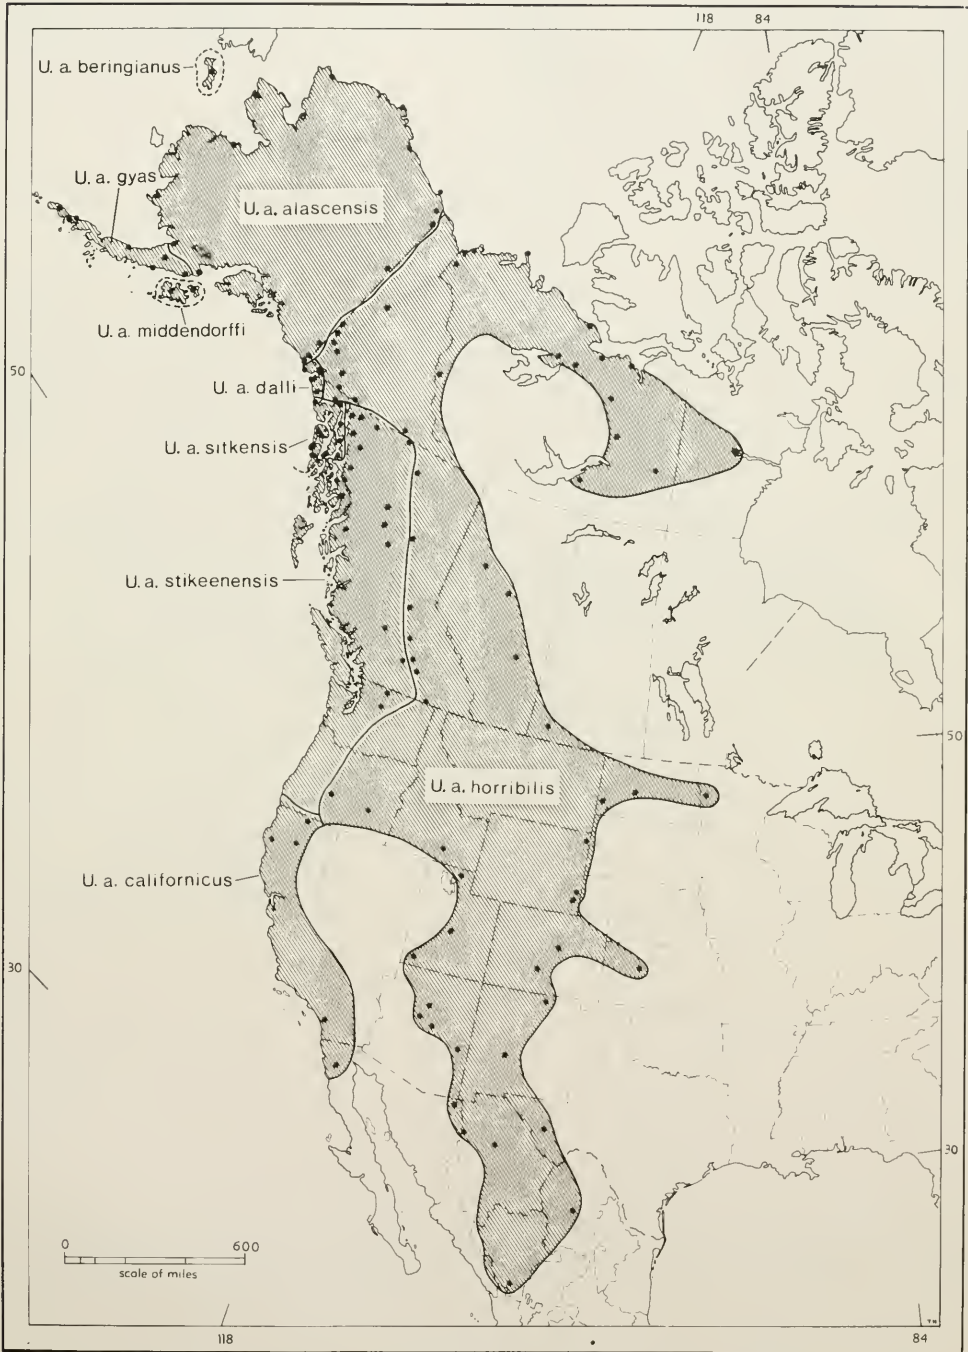 118 84
U. a. beringianus
U. a. gyas
U. a. alascensis
U. a. middendorffi
50
U. a. dalli
U. a. sitkensis
U. a. stikeenensis
50
U. a. horribilis
U. a. californicus
30
30
0 600
scale of miles
118 84